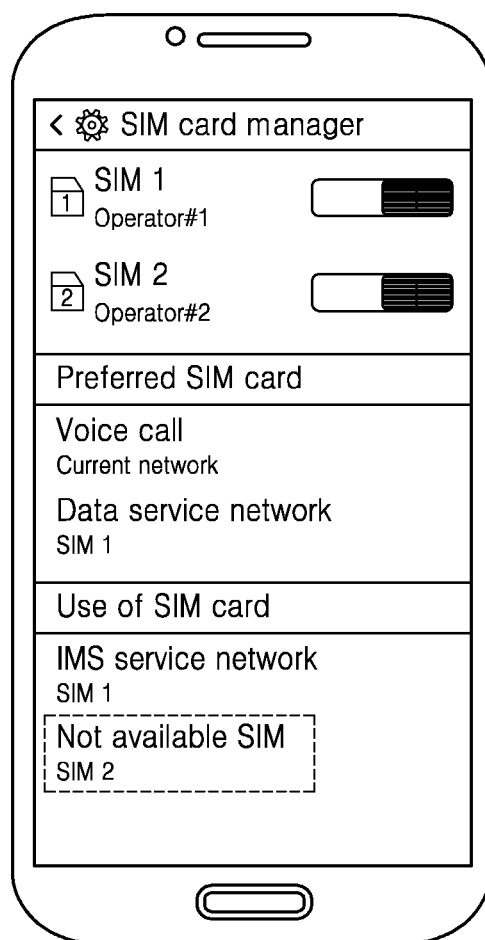 < SIM card manager
1 SIM 1
Operator#1
2 SIM 2
Operator#2
Preferred SIM card
Voice call
Current network
Data service network
SIM 1
Use of SIM card
IMS service network
SIM 1
Not available SIM
SIM 2